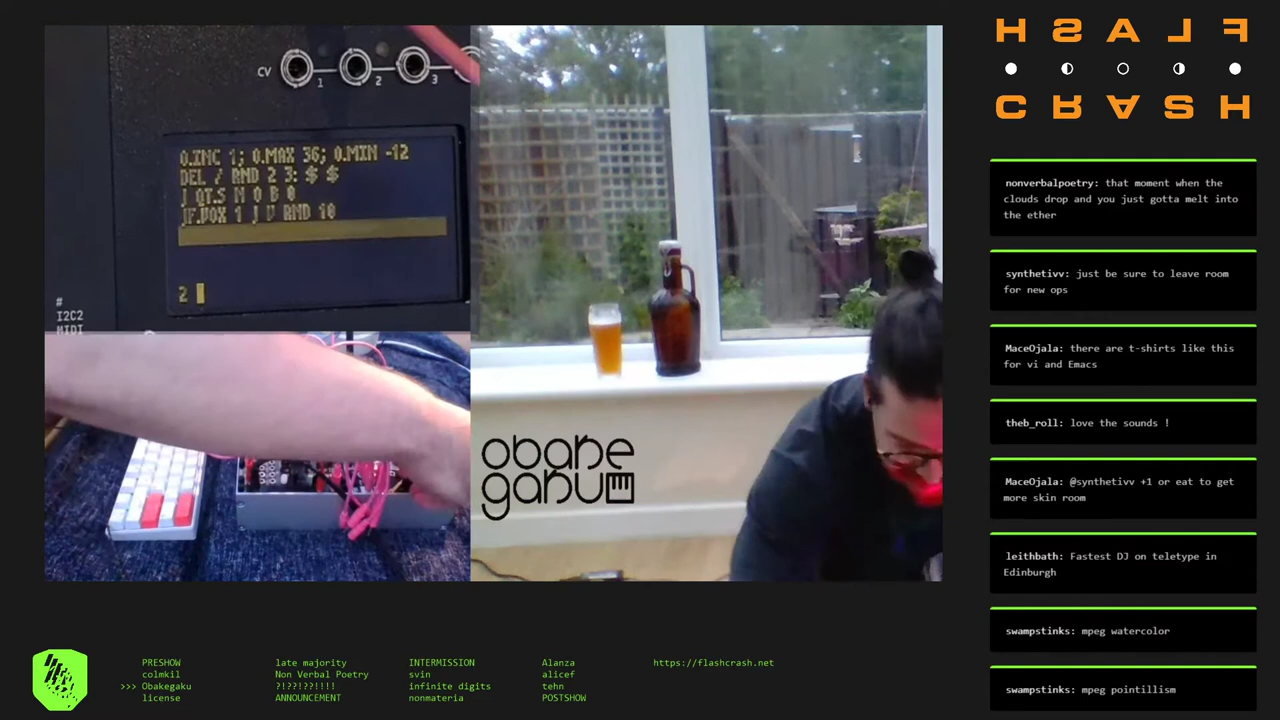 CV
1
2
3
O.INC 1; O.MAX 36; O.MIN -12
DEL / RND 2 3: $ $
J QT.S N O B 0
JF.VOX 1 J V RND 10
2
#
I2C2
MIDI
obake
gaku
FLASH
CRASH
nonverbalpoetry: that moment when the
clouds drop and you just gotta melt into
the ether
synthetivv: just be sure to leave room
for new ops
MaceOjala: there are t-shirts like this
for vi and Emacs
theb_roll: love the sounds !
MaceOjala: @synthetivv +1 or eat to get
more skin room
leithbath: Fastest DJ on teletype in
Edinburgh
swampstinks: mpeg watercolor
swampstinks: mpeg pointillism
PRESHOW
colmkil
>>> Obakegaku
license
late majority
Non Verbal Poetry
?!??!??!!!!
ANNOUNCEMENT
INTERMISSION
svin
infinite digits
nonmateria
Alanza
alicef
tehn
POSTSHOW
https://flashcrash.net